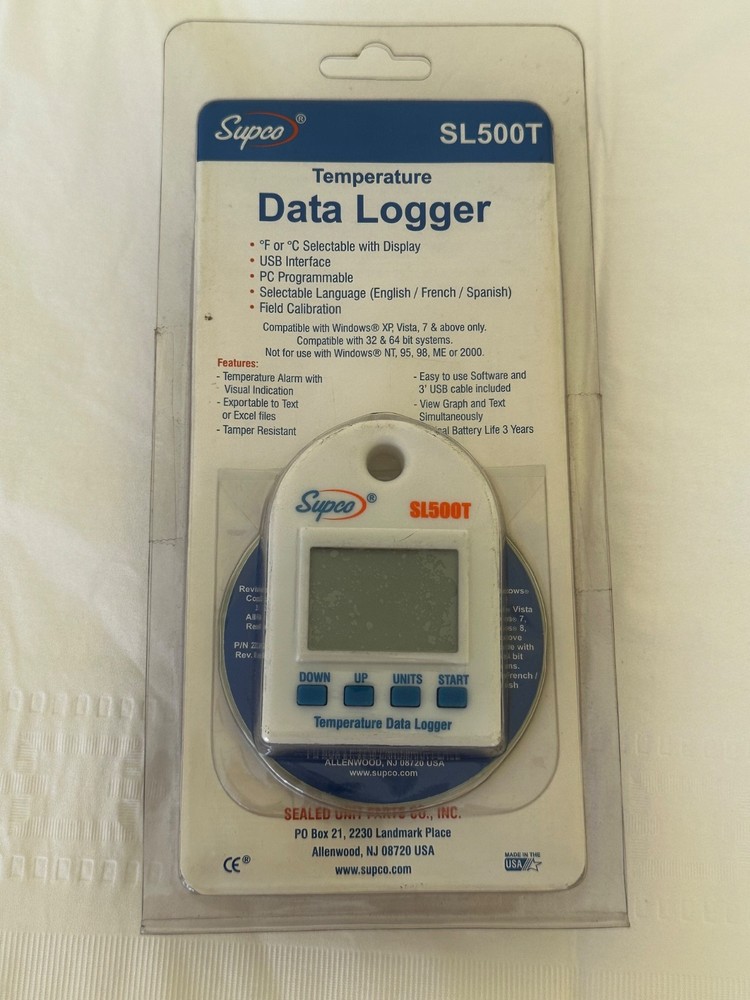 Supco®
SL500T
Temperature
Data Logger
• °F or °C Selectable with Display
• USB Interface
• PC Programmable
• Selectable Language (English / French / Spanish)
• Field Calibration
Compatible with Windows® XP, Vista, 7 & above only.
Compatible with 32 & 64 bit systems.
Not for use with Windows® NT, 95, 98, ME or 2000.
Features:
- Temperature Alarm with
Visual Indication
- Exportable to Text
or Excel files
- Tamper Resistant
- Easy to use Software and
3' USB cable included
- View Graph and Text
Simultaneously
Battery Life 3 Years
Supco®
SL500T
DOWN UP UNITS START
Temperature Data Logger
P/N
Rev.
Vista
7,
8,
with
bit
ALLENWOOD, NJ 08720 USA
www.supco.com
SEALED UNIT PARTS CO., INC.
PO Box 21, 2230 Landmark Place
Allenwood, NJ 08720 USA
www.supco.com
CE®
MADE IN THE
USA